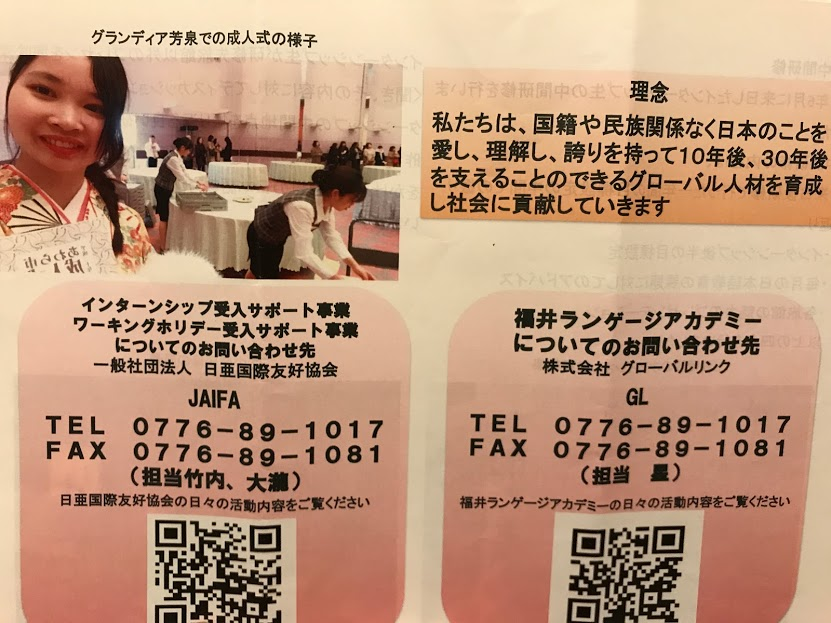 グランディア芳泉での成人式の様子
理念
私たちは、国籍や民族関係なく日本のことを
愛し、理解し、誇りを持って10年後、30年後
を支えることのできるグローバル人材を育成
し社会に貢献していきます
インターンシップ受入サポート事業
ワーキングホリデー受入サポート事業
についてのお問い合わせ先
一般社団法人 日亜国際友好協会
JAIFA
TEL 0776-89-1017
FAX 0776-89-1081
(担当竹内、大瀧)
日亜国際友好協会の日々の活動内容をご覧ください
福井ランゲージアカデミー
についてのお問い合わせ先
株式会社 グローバルリンク
GL
TEL 0776-89-1017
FAX 0776-89-1081
(担当 星)
福井ランゲージアカデミーの日々の活動内容をご覧ください